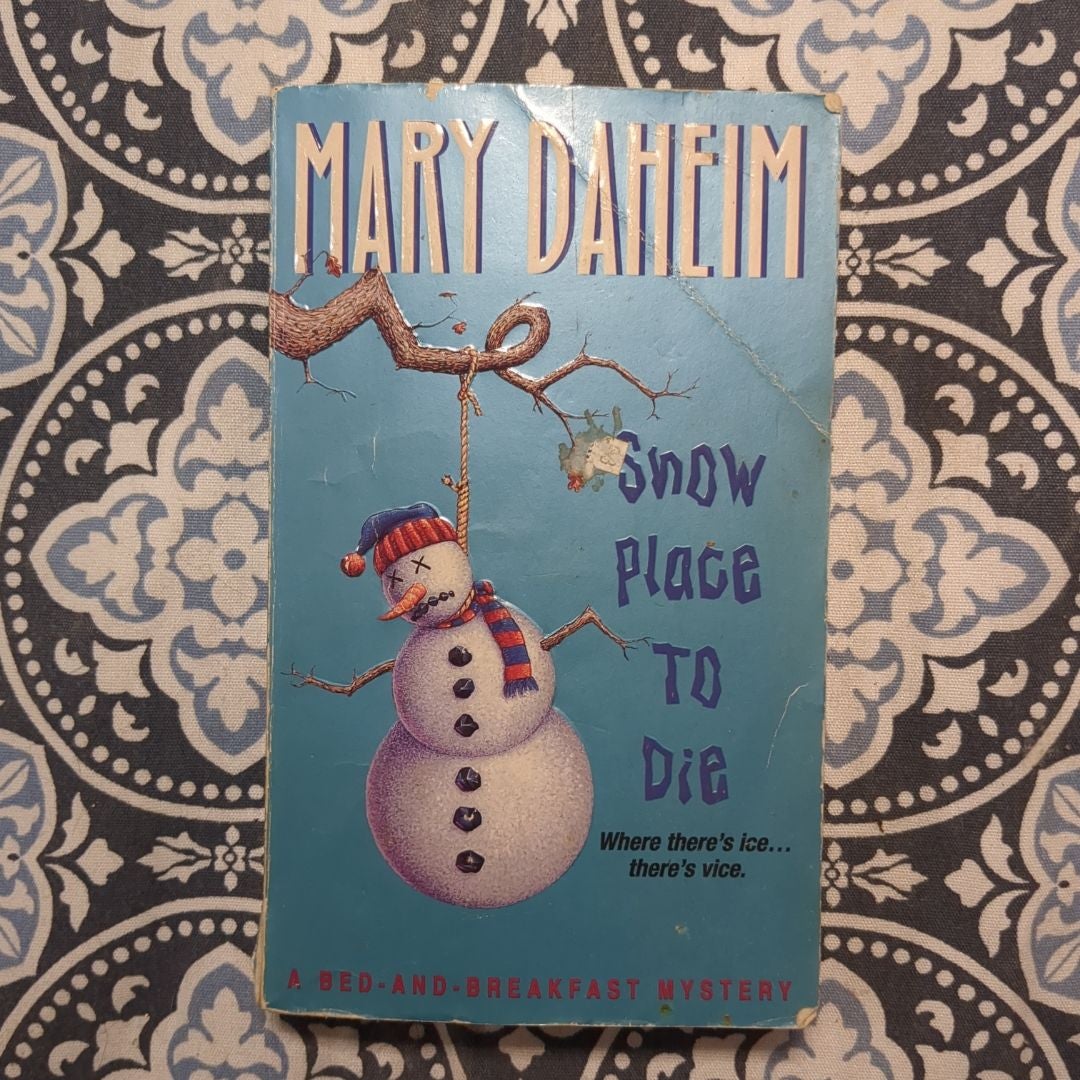 MARY DAHEIM
Snow
Place
To
Die
Where there's ice...
there's vice.
A BED-AND-BREAKFAST MYSTERY